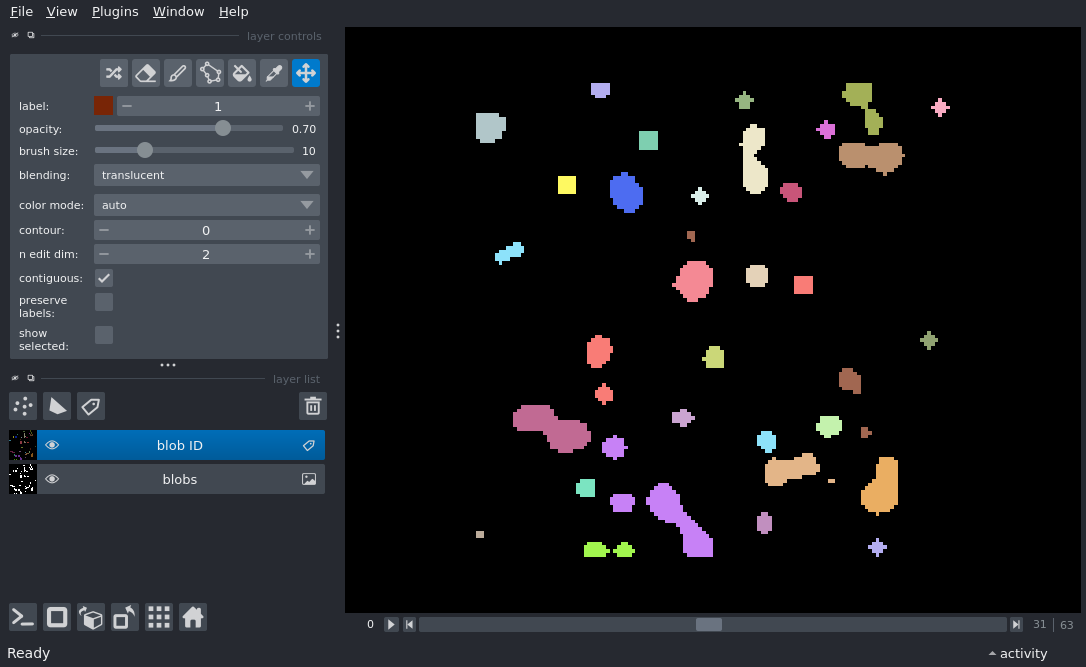 File View Plugins Window Help
layer controls
label: 1
opacity: 0.70
brush size: 10
blending: translucent
color mode: auto
contour: 0
n edit dim: 2
contiguous:
preserve
labels:
show
selected:
layer list
blob ID
blobs
0 31 | 63
Ready activity